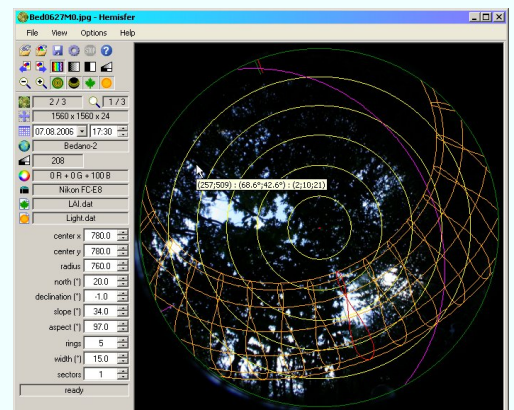 Bed0627M0.jpg - Hemisfer
File View Options Help
2 / 3 1 / 3
1560 x 1560 x 24
07.08.2006 17:30
Bedano-2
208
0 R + 0 G + 100 B
Nikon FC-E8
LAI.dat
Light.dat
center x 780.0
center y 780.0
radius 760.0
north (°) 20.0
declination (°) -1.0
slope (°) 34.0
aspect (°) 97.0
rings 5
width (°) 15.0
sectors 1
ready
(257;509) : (68.6°;42.6°) : (2;10;21)